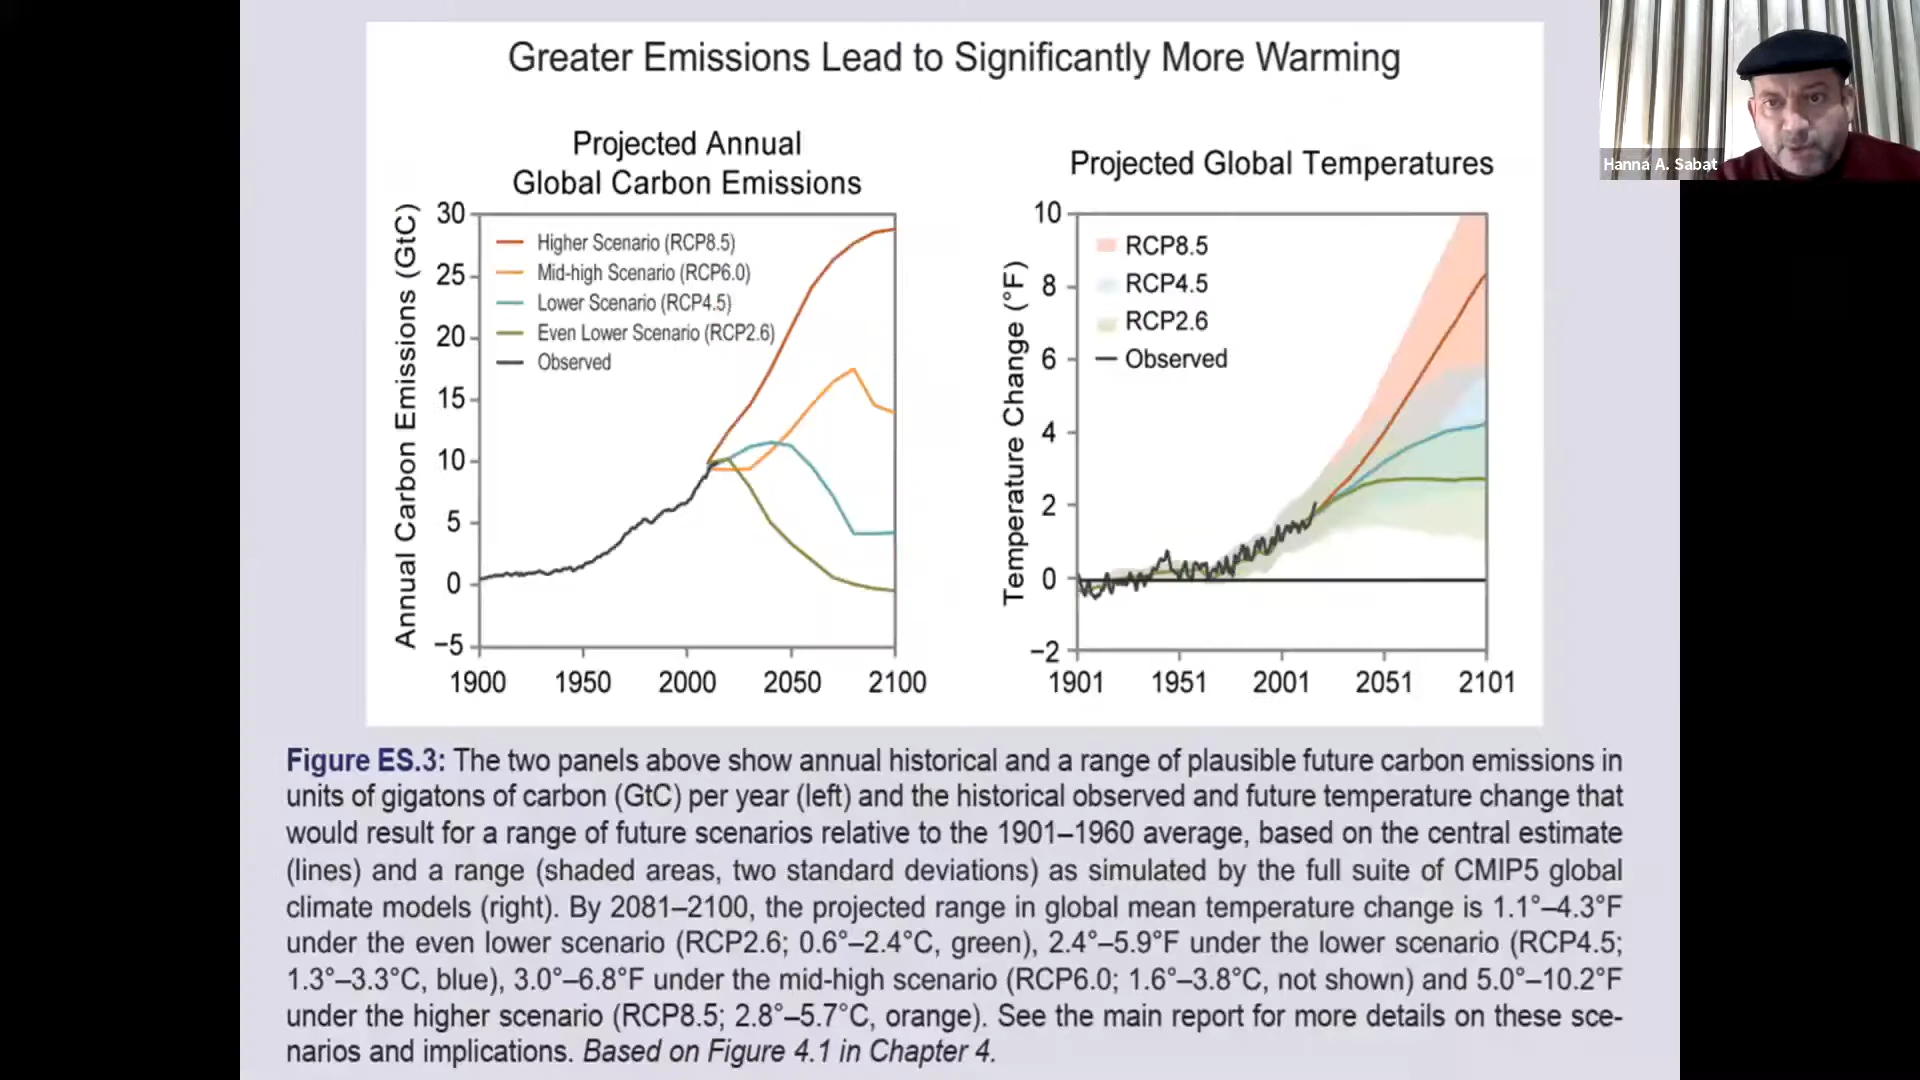 Greater Emissions Lead to Significantly More Warming
Projected Annual
Global Carbon Emissions
Annual Carbon Emissions (GtC)
30
25
20
15
10
5
0
−5
Higher Scenario (RCP8.5)
Mid-high Scenario (RCP6.0)
Lower Scenario (RCP4.5)
Even Lower Scenario (RCP2.6)
Observed
1900
1950
2000
2050
2100
Projected Global Temperatures
Temperature Change (°F)
10
8
6
4
2
0
−2
RCP8.5
RCP4.5
RCP2.6
Observed
1901
1951
2001
2051
2101
Hanna A. Sabat
Figure ES.3: The two panels above show annual historical and a range of plausible future carbon emissions in
units of gigatons of carbon (GtC) per year (left) and the historical observed and future temperature change that
would result for a range of future scenarios relative to the 1901–1960 average, based on the central estimate
(lines) and a range (shaded areas, two standard deviations) as simulated by the full suite of CMIP5 global
climate models (right). By 2081–2100, the projected range in global mean temperature change is 1.1°–4.3°F
under the even lower scenario (RCP2.6; 0.6°–2.4°C, green), 2.4°–5.9°F under the lower scenario (RCP4.5;
1.3°–3.3°C, blue), 3.0°–6.8°F under the mid-high scenario (RCP6.0; 1.6°–3.8°C, not shown) and 5.0°–10.2°F
under the higher scenario (RCP8.5; 2.8°–5.7°C, orange). See the main report for more details on these sce-
narios and implications. Based on Figure 4.1 in Chapter 4.